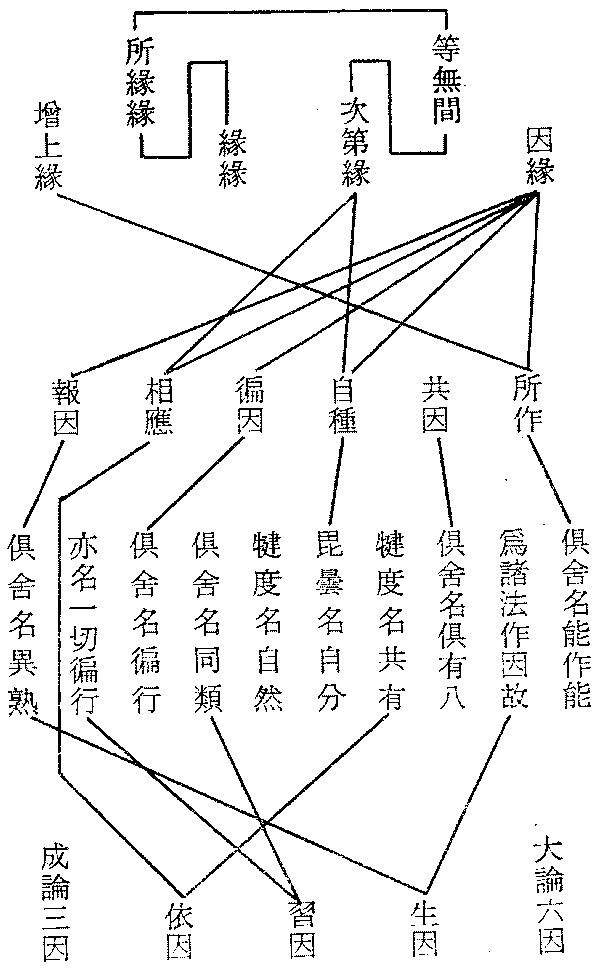 等無間
所緣緣
因緣
次第緣
緣緣
增上緣
所作
共因
自種
徧因
相應
報因
俱舍名能作能
為諸法作因故
俱舍名俱有八
犍度名共有
毘曇名自分
犍度名自然
俱舍名同類
俱舍名徧行
亦名一切徧行
俱舍名異熟
大論六因
生因
習因
依因
成論三因